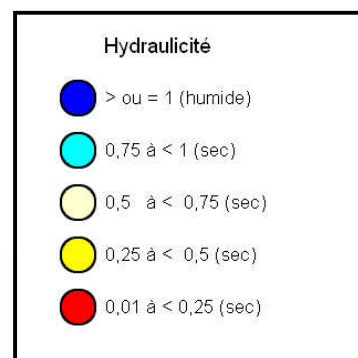 Hydraulicité
> ou = 1 (humide)
0,75 à < 1 (sec)
0,5 à < 0,75 (sec)
0,25 à < 0,5 (sec)
0,01 à < 0,25 (sec)